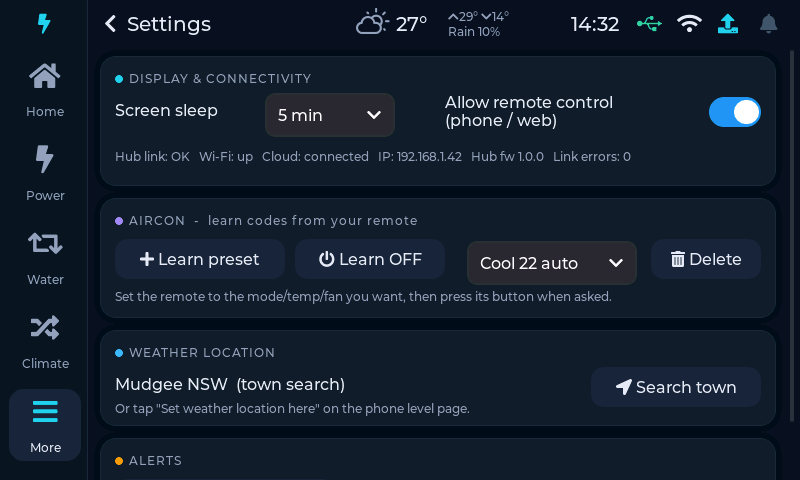 Settings
27°
29° 14°
Rain 10%
14:32
Home
Power
Water
Climate
More
DISPLAY & CONNECTIVITY
Screen sleep
5 min
Allow remote control
(phone / web)
Hub link: OK Wi-Fi: up Cloud: connected IP: 192.168.1.42 Hub fw 1.0.0 Link errors: 0
AIRCON - learn codes from your remote
Learn preset
Learn OFF
Cool 22 auto
Delete
Set the remote to the mode/temp/fan you want, then press its button when asked.
WEATHER LOCATION
Mudgee NSW (town search)
Search town
Or tap "Set weather location here" on the phone level page.
ALERTS